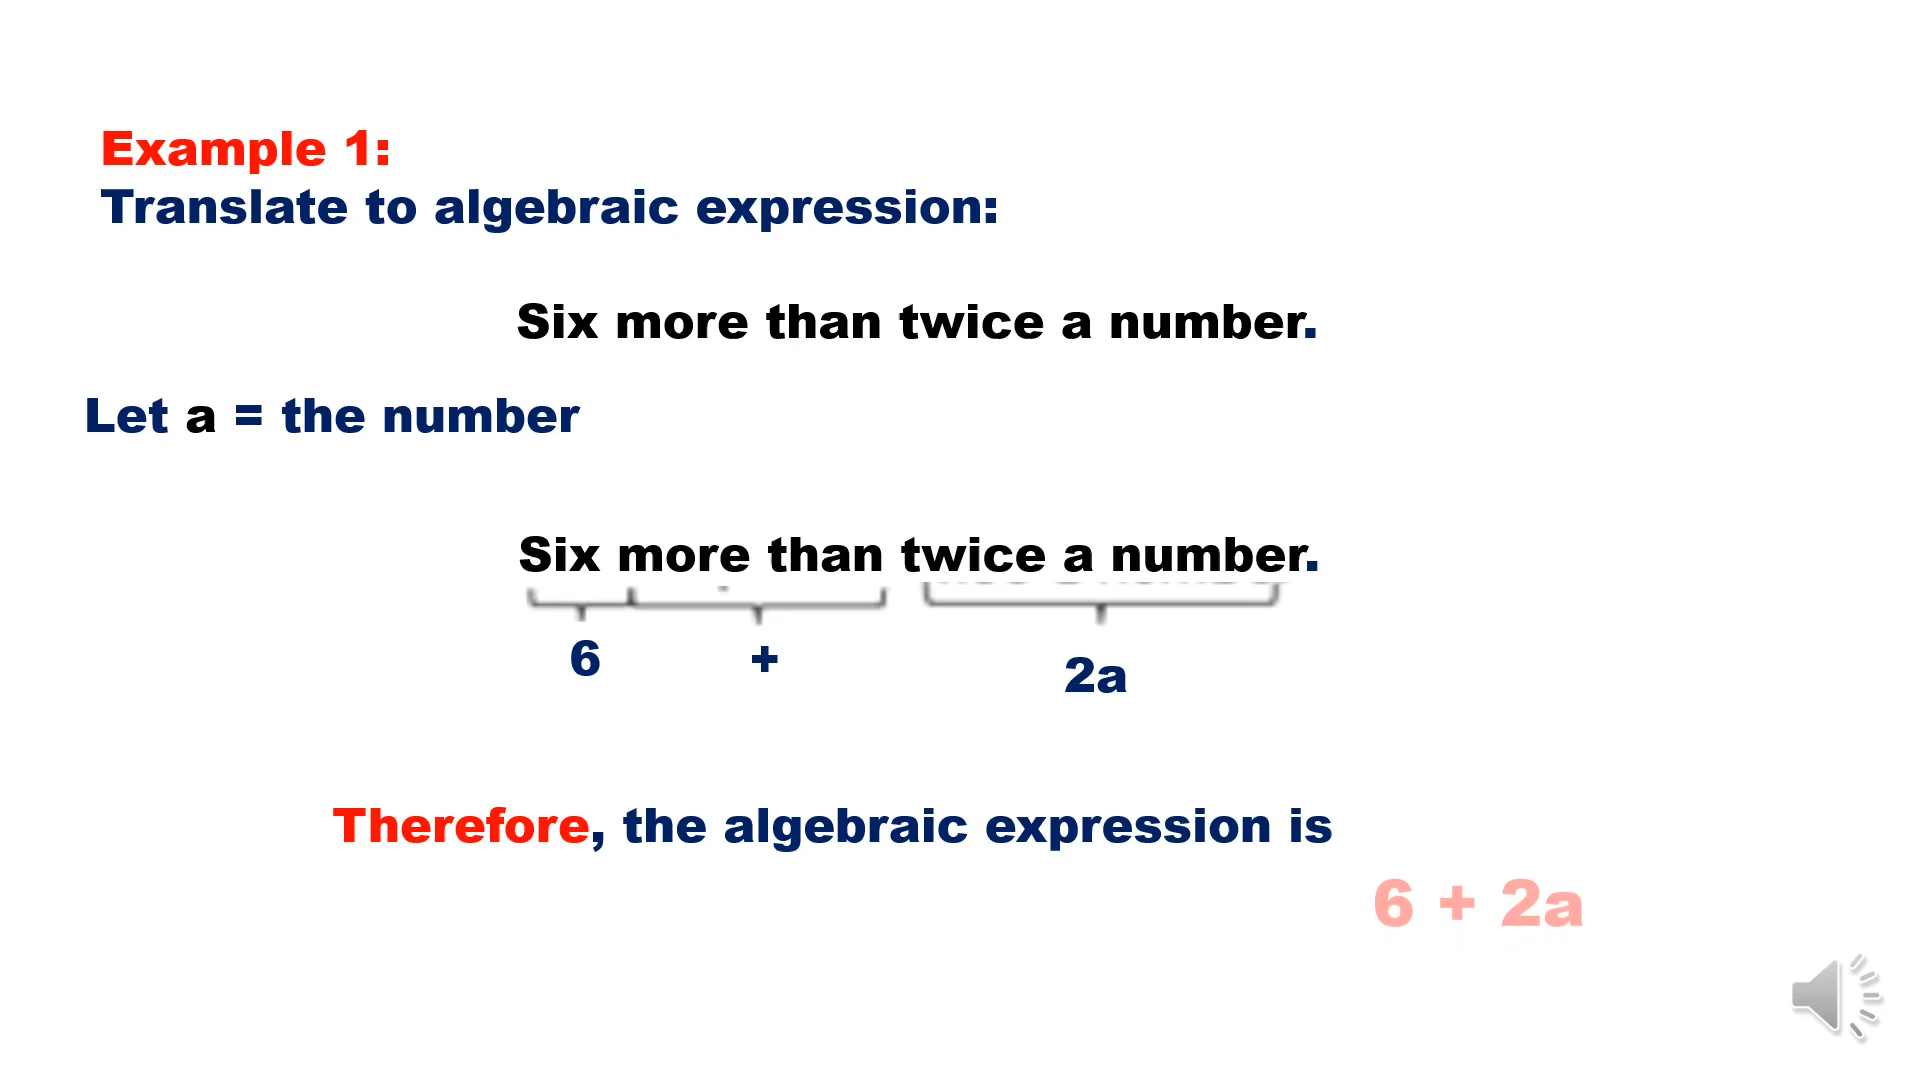 Example 1:
Translate to algebraic expression:
Six more than twice a number.
Let a = the number
Six more than twice a number.
6 + 2a
Therefore, the algebraic expression is
6 + 2a